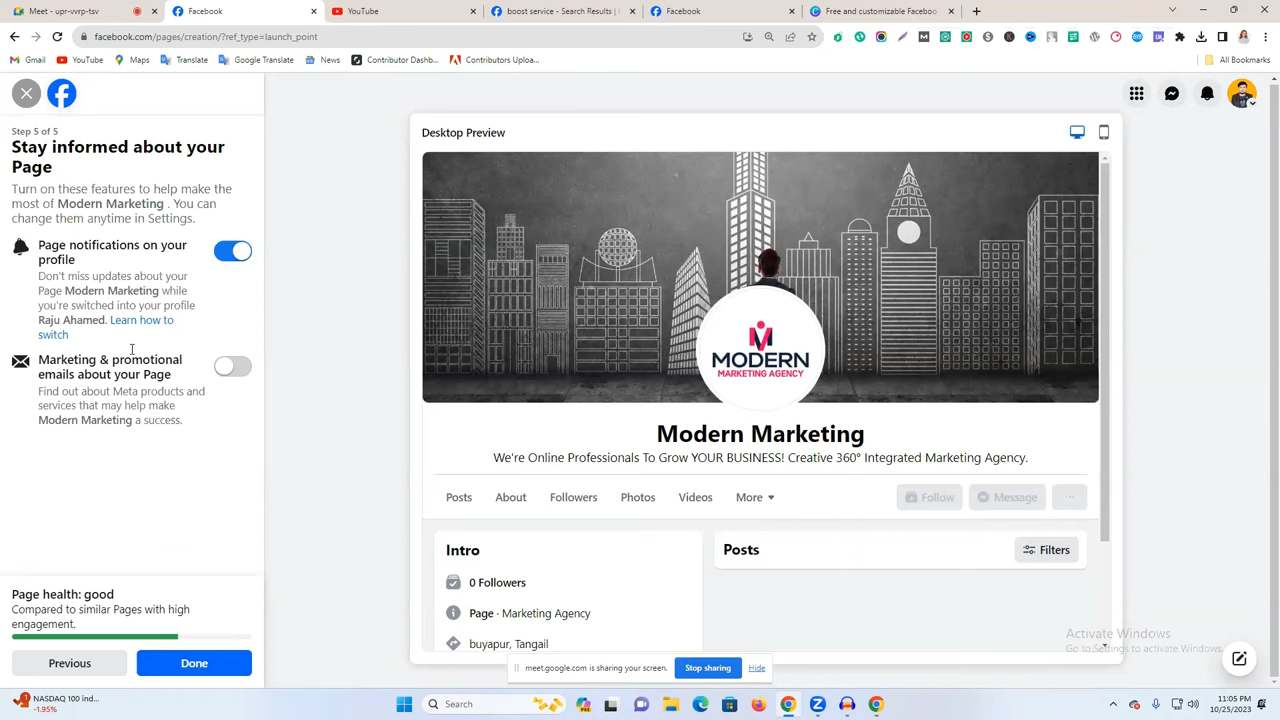 Meet - upr-vvrp-tsv
Facebook
YouTube
boost service - Search Results | F
Facebook
Free and customizable Facebook
facebook.com/pages/creation/?ref_type=launch_point
Gmail
YouTube
Maps
Translate
Google Translate
News
Contributor Dashb...
Contributors Uploa...
All Bookmarks
Step 5 of 5
Stay informed about your
Page
Turn on these features to help make the
most of Modern Marketing . You can
change them anytime in Settings.
Page notifications on your
profile
Don't miss updates about your
Page Modern Marketing while
you're switched into your profile
Raju Ahamed. Learn how to
switch
Marketing & promotional
emails about your Page
Find out about Meta products and
services that may help make
Modern Marketing a success.
Page health: good
Compared to similar Pages with high
engagement.
Previous
Done
Desktop Preview
MODERN
MARKETING AGENCY
Modern Marketing
We're Online Professionals To Grow YOUR BUSINESS! Creative 360° Integrated Marketing Agency.
Posts
About
Followers
Photos
Videos
More
Follow
Message
...
Intro
0 Followers
Page · Marketing Agency
buyapur, Tangail
Posts
Filters
Activate Windows
Go to Settings to activate Windows.
meet.google.com is sharing your screen.
Stop sharing
Hide
NASDAQ 100 ind...
-1.95%
Search
11:05 PM
10/25/2023